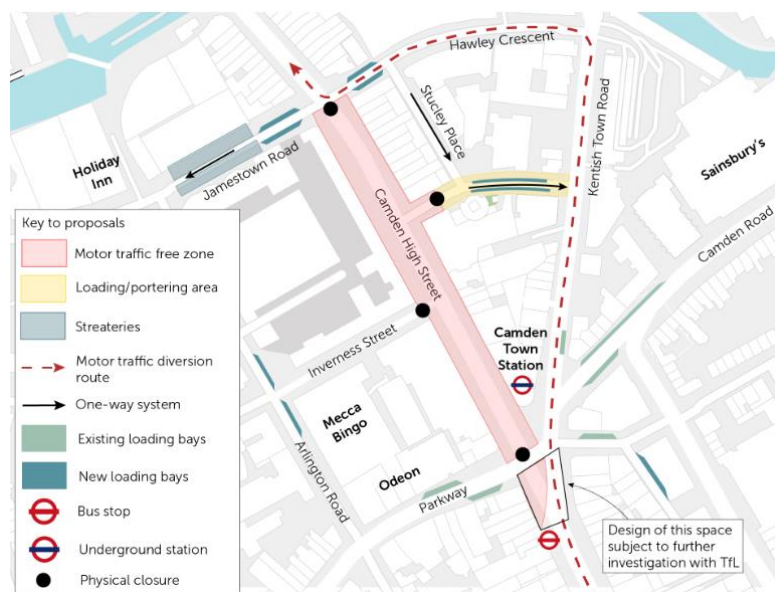 Hawley Crescent
Stucley Place
Kentish Town Road
Holiday
Inn
Jamestown Road
Sainsbury's
Camden High Street
Camden Road
Key to proposals
Motor traffic free zone
Loading/portering area
Streateries
Motor traffic diversion
route
One-way system
Existing loading bays
New loading bays
Bus stop
Underground station
Physical closure
Inverness Street
Camden
Town
Station
Mecca
Bingo
Arlington Road
Odeon
Parkway
Design of this space
subject to further
investigation with TfL